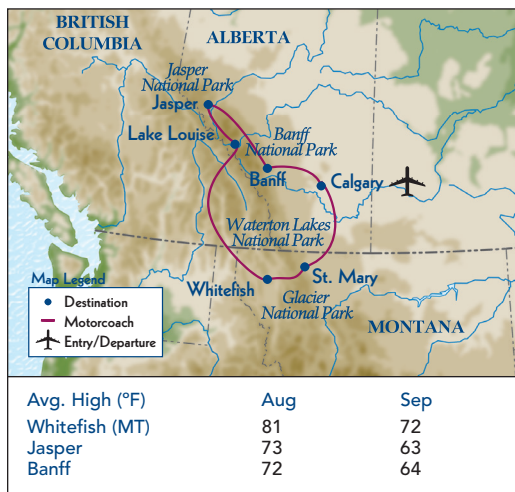 BRITISH
COLUMBIA
ALBERTA
Jasper
National Park
Jasper
Lake Louise
Banff
National Park
Banff
Calgary
Waterton Lakes
National Park
Map Legend
Destination
Motorcoach
Entry/Departure
Whitefish
St. Mary
Glacier
National Park
MONTANA
Avg. High (°F) Aug Sep
Whitefish (MT) 81 72
Jasper 73 63
Banff 72 64